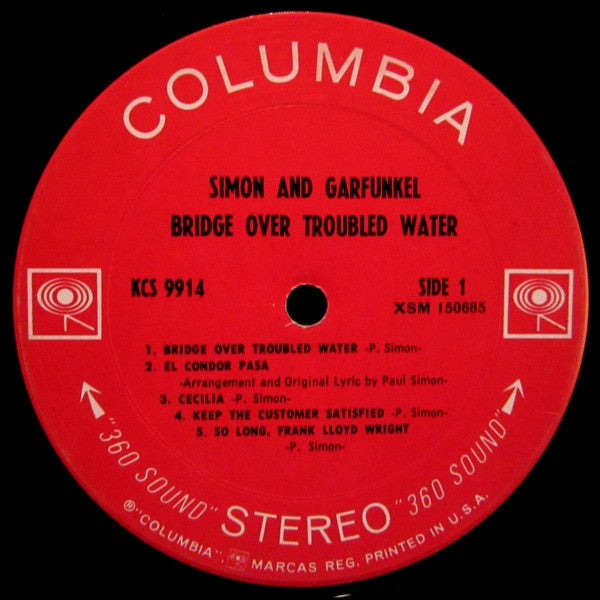 COLUMBIA
SIMON AND GARFUNKEL
BRIDGE OVER TROUBLED WATER
KCS 9914
SIDE 1
XSM 150685
1. BRIDGE OVER TROUBLED WATER -P. Simon-
2. EL CONDOR PASA
-Arrangement and Original Lyric by Paul Simon-
3. CECILIA -P. Simon-
4. KEEP THE CUSTOMER SATISFIED -P. Simon-
5. SO LONG, FRANK LLOYD WRIGHT
-P. Simon-
"360 SOUND" STEREO "360 SOUND"
® "COLUMBIA", MARCAS REG. PRINTED IN U.S.A.